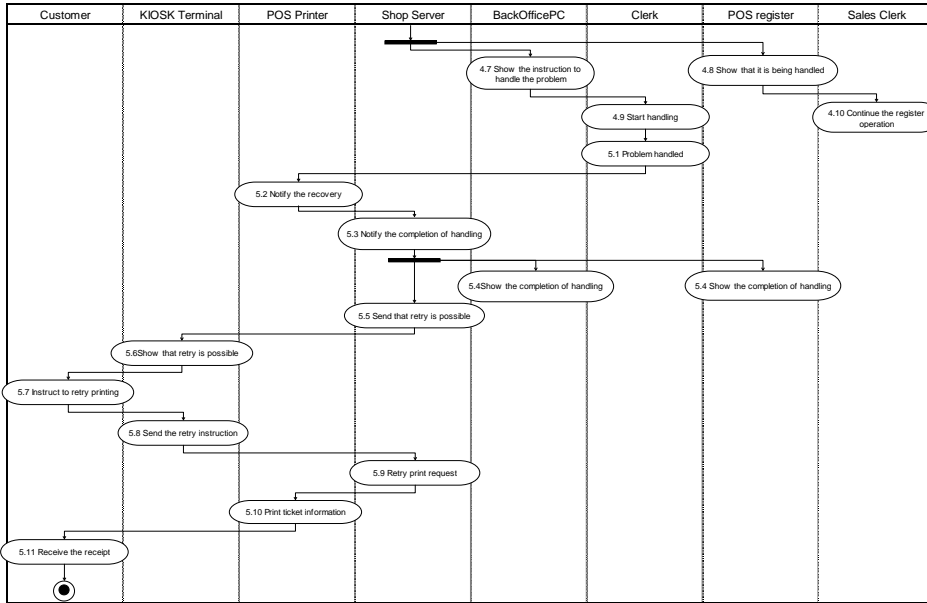 Customer
KIOSK Terminal
POS Printer
Shop Server
BackOfficePC
Clerk
POS register
Sales Clerk
4.7 Show the instruction to
handle the problem
4.8 Show that it is being handled
4.9 Start handling
4.10 Continue the register
operation
5.1 Problem handled
5.2 Notify the recovery
5.3 Notify the completion of handling
5.4Show the completion of handling
5.4 Show the completion of handling
5.5 Send that retry is possible
5.6Show that retry is possible
5.7 Instruct to retry printing
5.8 Send the retry instruction
5.9 Retry print request
5.10 Print ticket information
5.11 Receive the receipt